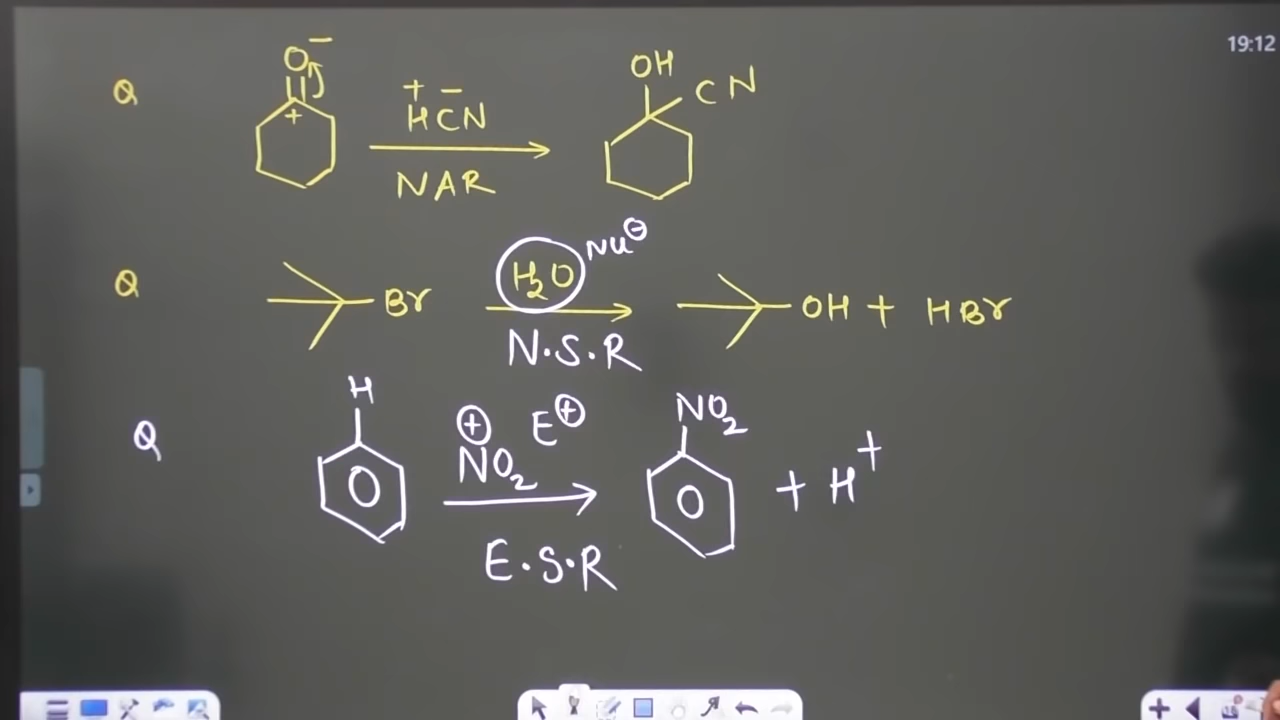 19:12
Q
O⁻
+
+ −
HCN
NAR
OH
CN
Q
Br
H₂O
Nu⊖
N.S.R
OH + HBr
Q
H
⊕
NO₂
E⊕
E.S.R
NO₂
+ H⁺